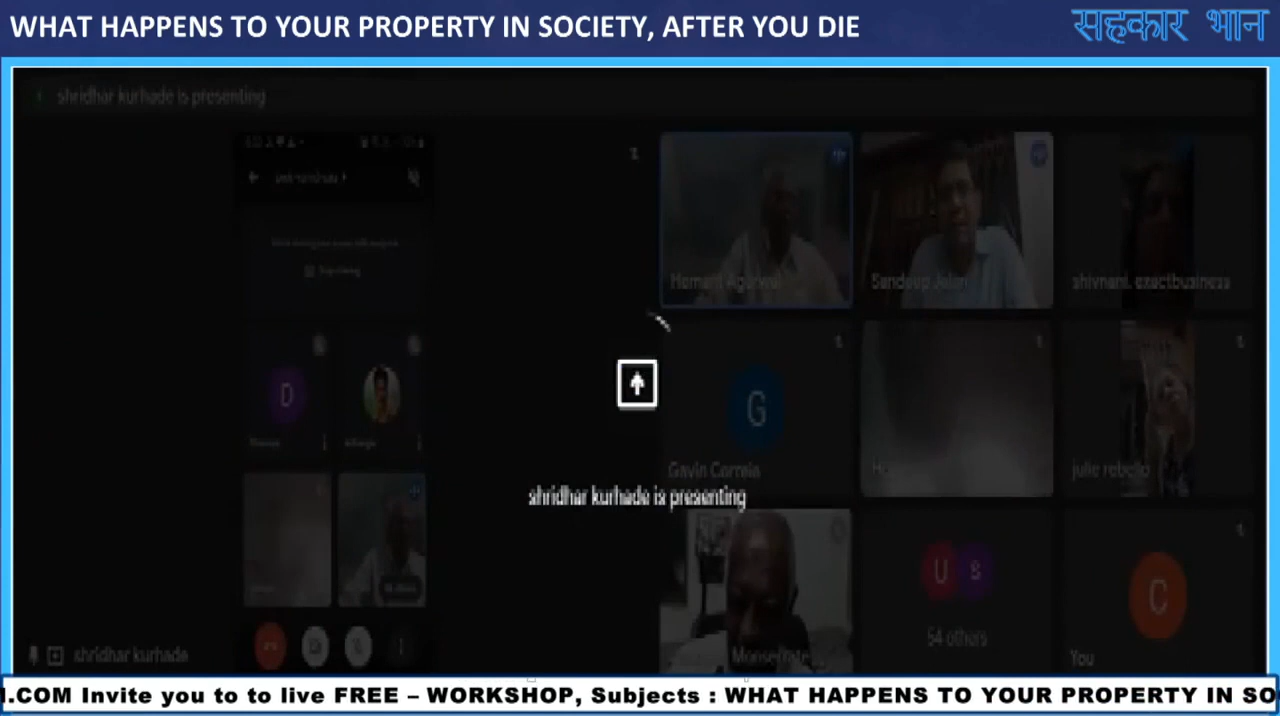 WHAT HAPPENS TO YOUR PROPERTY IN SOCIETY, AFTER YOU DIE
सहकार भान
shridhar kurhade is presenting
Hemant Agarwal
Sandeep Jalan
shivnani. exactbusiness
D
G
Gavin Correia
julie rebello
shridhar kurhade is presenting
U S
54 others
C
Monserrate
You
shridhar kurhade
.COM Invite you to to live FREE – WORKSHOP, Subjects : WHAT HAPPENS TO YOUR PROPERTY IN SO